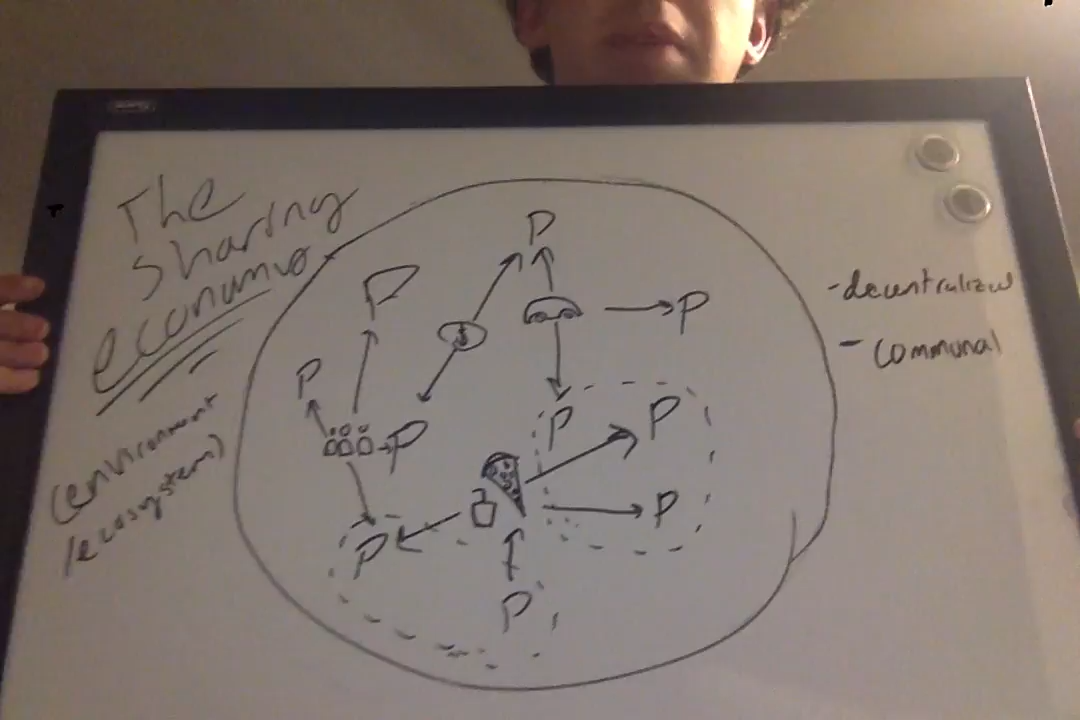 The
sharing
economy
(environment
/ecosystem)
P
P
$
P
P
P
P
P
P
P
P
P
- decentralized
- communal